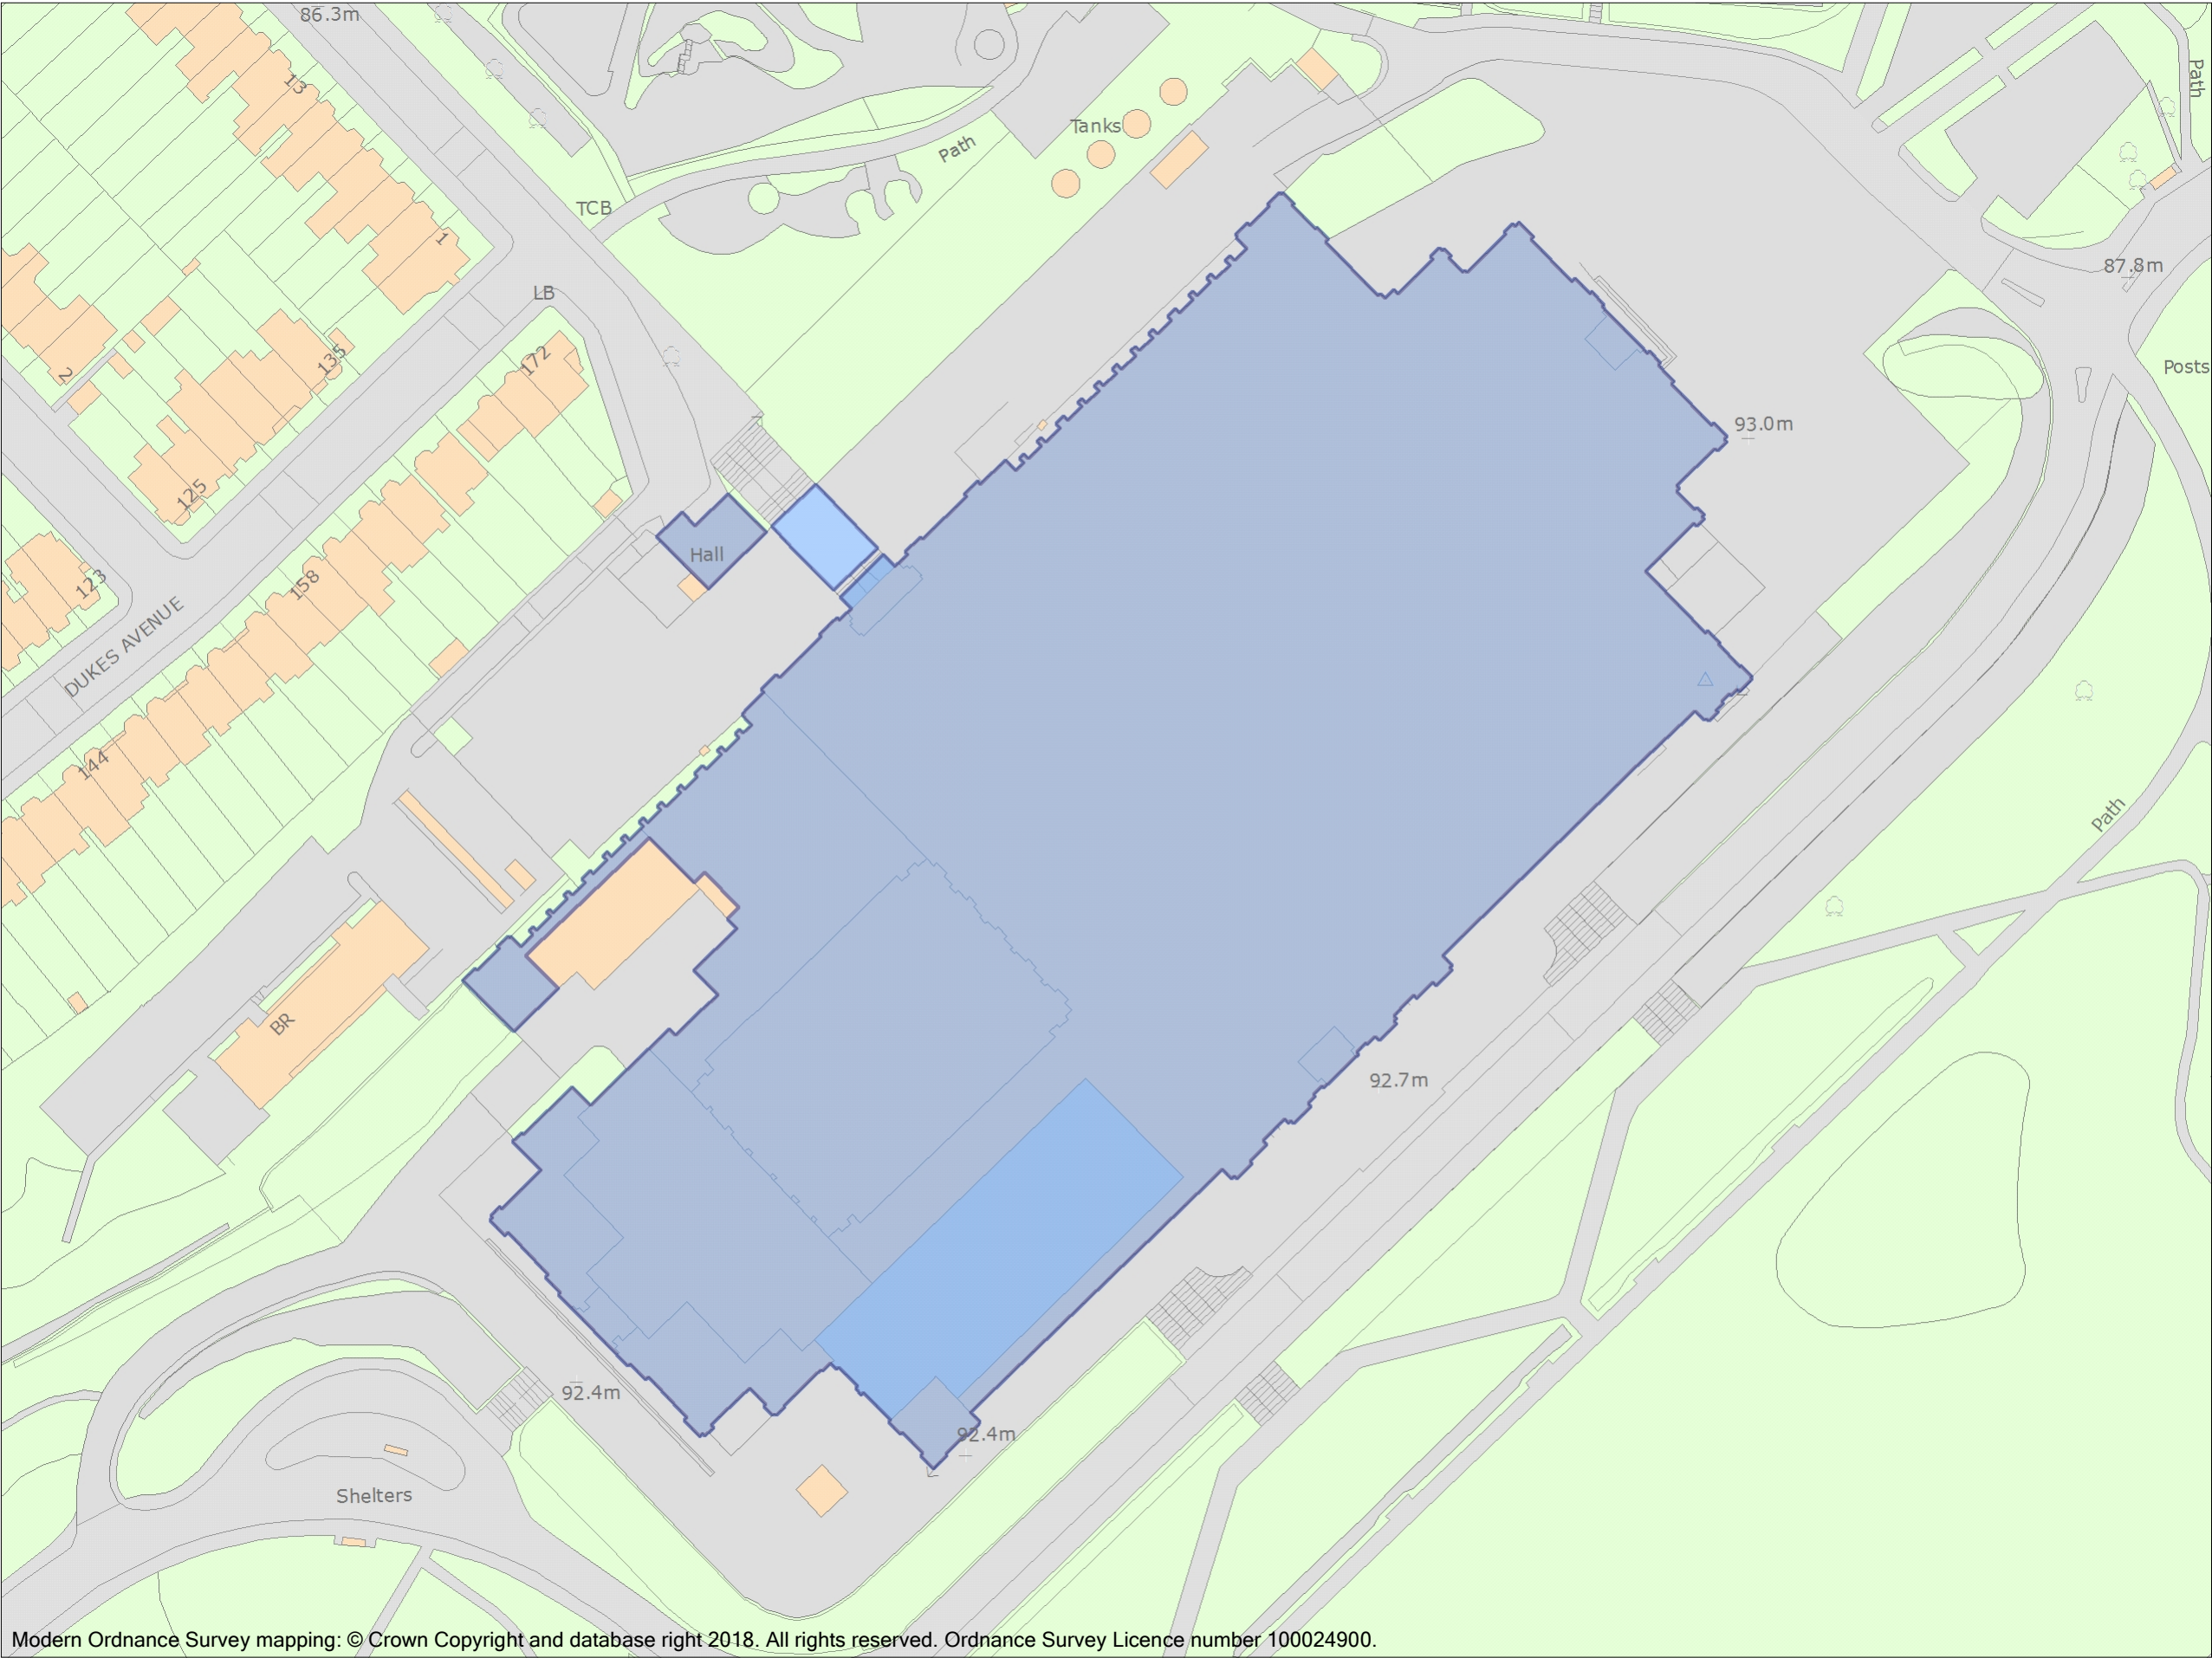 86.3m
13
Path
Tanks
Path
TCB
1
87.8m
LB
Posts
135
172
2
93.0m
125
Hall
123
158
DUKES AVENUE
144
Path
BR
92.7m
92.4m
92.4m
Shelters
Modern Ordnance Survey mapping: © Crown Copyright and database right 2018. All rights reserved. Ordnance Survey Licence number 100024900.